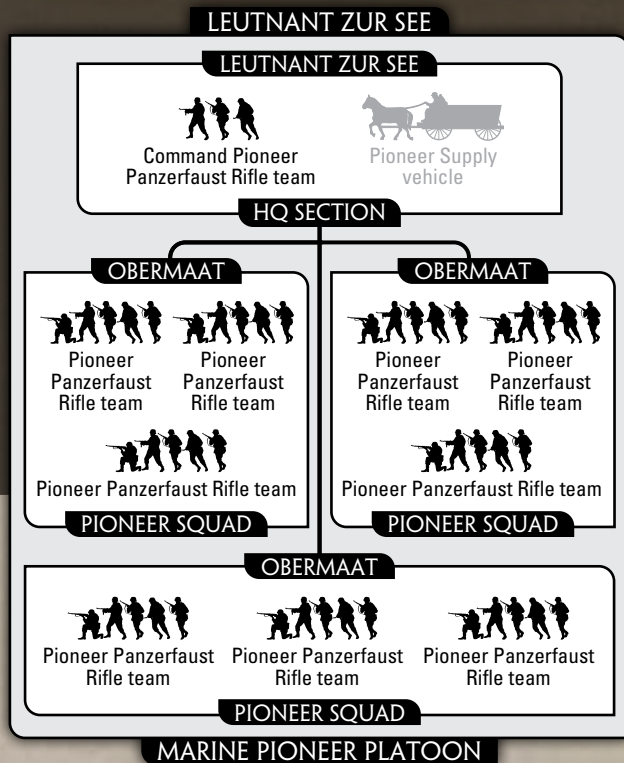 LEUTNANT ZUR SEE
LEUTNANT ZUR SEE
Command Pioneer
Panzerfaust Rifle team
Pioneer Supply
vehicle
HQ SECTION
OBERMAAT
Pioneer
Panzerfaust
Rifle team
Pioneer
Panzerfaust
Rifle team
Pioneer Panzerfaust Rifle team
PIONEER SQUAD
OBERMAAT
Pioneer
Panzerfaust
Rifle team
Pioneer
Panzerfaust
Rifle team
Pioneer Panzerfaust Rifle team
PIONEER SQUAD
OBERMAAT
Pioneer Panzerfaust
Rifle team
Pioneer Panzerfaust
Rifle team
Pioneer Panzerfaust
Rifle team
PIONEER SQUAD
MARINE PIONEER PLATOON